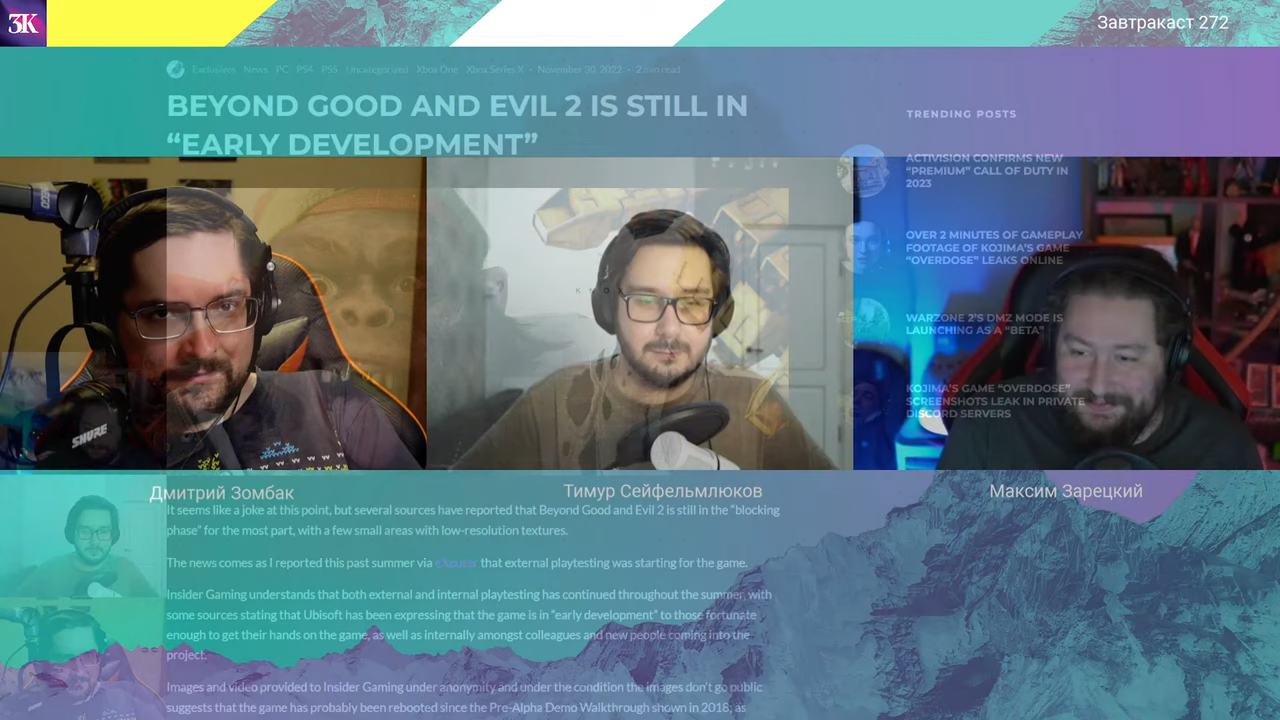 3K
Завтракаст 272
Exclusives News PC PS4 PS5 Uncategorized Xbox One Xbox Series X • November 30, 2022 • 2 min read
BEYOND GOOD AND EVIL 2 IS STILL IN
“EARLY DEVELOPMENT”
TRENDING POSTS
ACTIVISION CONFIRMS NEW
“PREMIUM” CALL OF DUTY IN
2023
OVER 2 MINUTES OF GAMEPLAY
FOOTAGE OF KOJIMA’S GAME
“OVERDOSE” LEAKS ONLINE
WARZONE 2’S DMZ MODE IS
LAUNCHING AS A “BETA”
KOJIMA’S GAME “OVERDOSE”
SCREENSHOTS LEAK IN PRIVATE
DISCORD SERVERS
SHURE
Дмитрий Зомбак
Тимур Сейфельмлюков
Максим Зарецкий
It seems like a joke at this point, but several sources have reported that Beyond Good and Evil 2 is still in the “blocking
phase” for the most part, with a few small areas with low-resolution textures.
The news comes as I reported this past summer via that external playtesting was starting for the game.
Insider Gaming understands that both external and internal playtesting has continued throughout the summer, with
some sources stating that Ubisoft has been expressing that the game is in “early development” to those fortunate
enough to get their hands on the game, as well as internally amongst colleagues and new people coming into the
project.
Images and video provided to Insider Gaming under anonymity and under the condition the images don’t go public
suggests that the game has probably been rebooted since the Pre-Alpha Demo Walkthrough shown in 2018, as